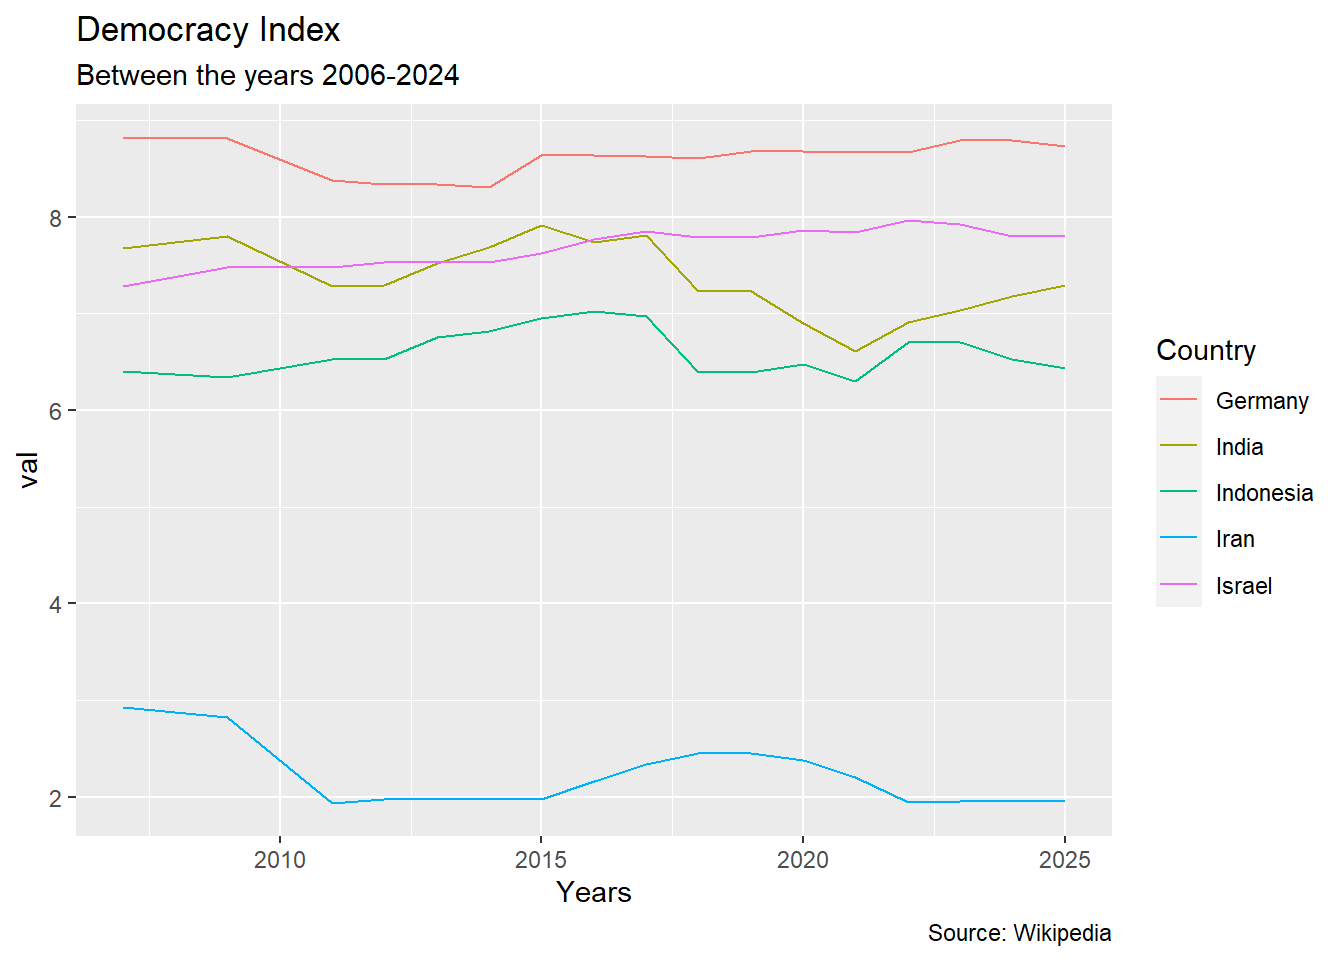 Democracy Index
Between the years 2006-2024
8
6
4
2
val
2010
2015
2020
2025
Years
Country
Germany
India
Indonesia
Iran
Israel
Source: Wikipedia